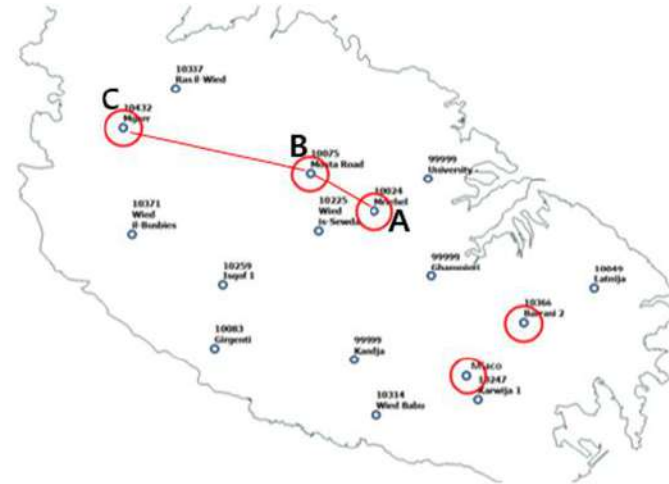 10337
Ras il-Wied
C
10432
Mgarr
B
10075
Mosta Road
99999
University
10024
Mriehel
A
10371
Wied
il-Busbies
10225
Wied
is-Sewda
10259
Isqof 1
99999
Ghammieri
10049
Latnija
10366
Barrani 2
10083
Girgenti
99999
Kandja
10247
Karwija 1
10314
Wied Babu